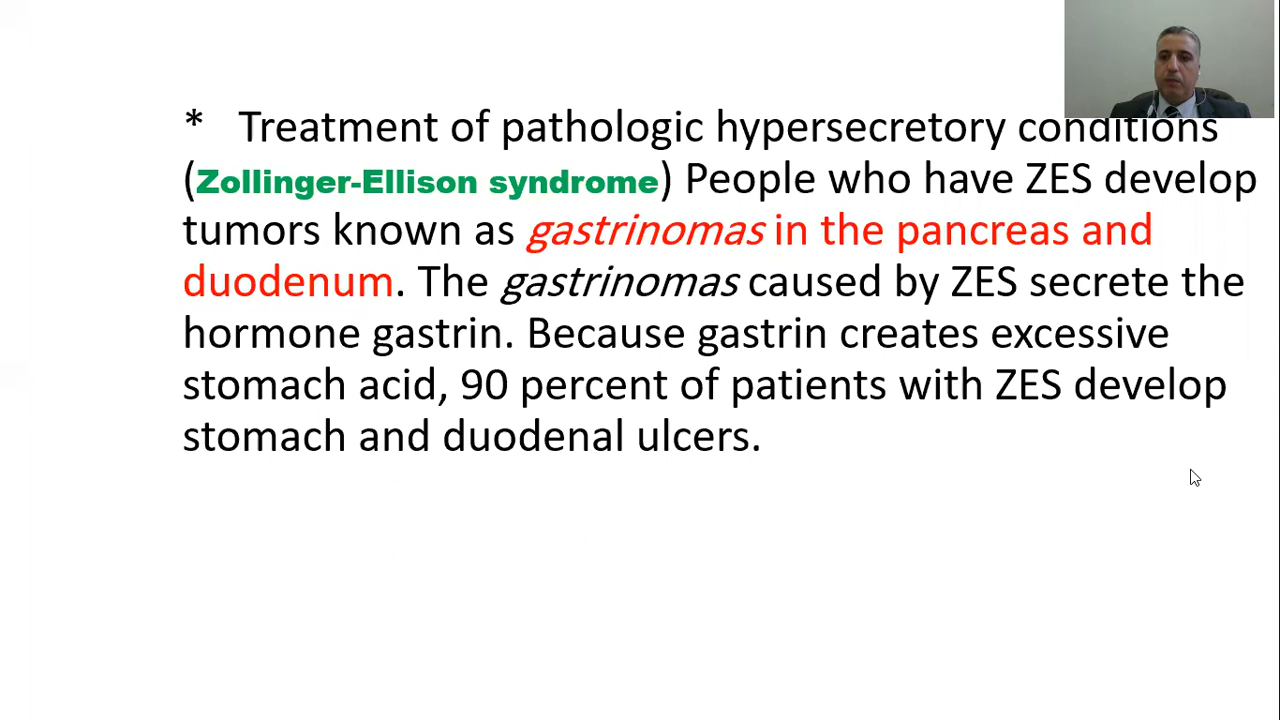 * Treatment of pathologic hypersecretory conditions
(Zollinger-Ellison syndrome) People who have ZES develop
tumors known as gastrinomas in the pancreas and
duodenum. The gastrinomas caused by ZES secrete the
hormone gastrin. Because gastrin creates excessive
stomach acid, 90 percent of patients with ZES develop
stomach and duodenal ulcers.